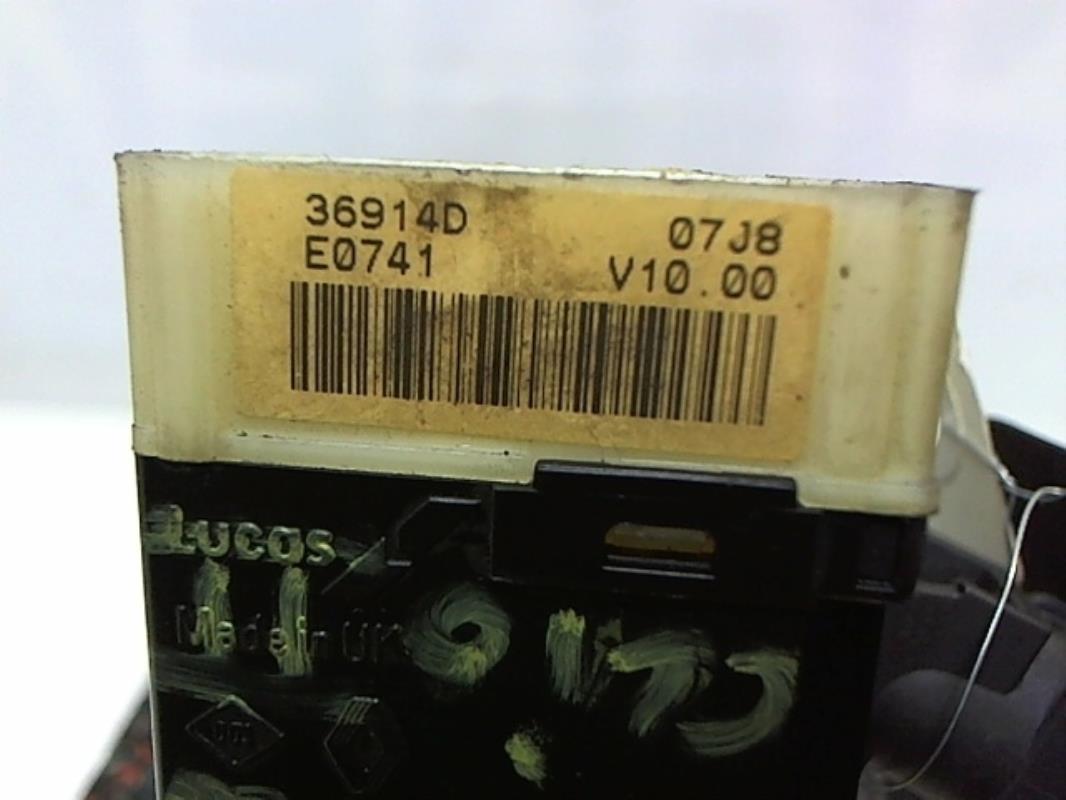 36914D 07J8
E0741 V10.00
Lucas
Made in UK